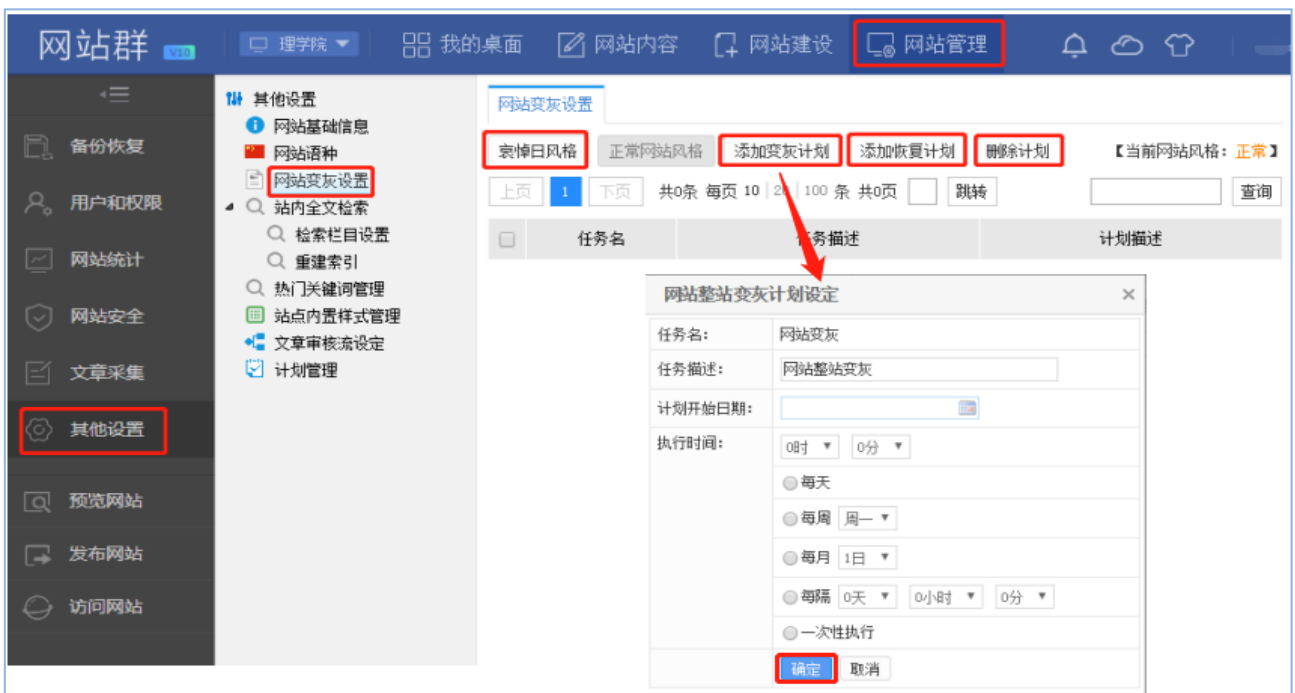 网站群 V10 理学院 我的桌面 网站内容 网站建设 网站管理
备份恢复
用户和权限
网站统计
网站安全
文章采集
其他设置
预览网站
发布网站
访问网站
其他设置
网站基础信息
网站语种
网站变灰设置
站内全文检索
检索栏目设置
重建索引
热门关键词管理
站点内置样式管理
文章审核流设定
计划管理
网站变灰设置
哀悼日风格 正常网站风格 添加变灰计划 添加恢复计划 删除计划 【当前网站风格：正常】
上页 1 下页 共0条 每页 10 | 20 | 100 条 共0页 跳转 查询
任务名 任务描述 计划描述
网站整站变灰计划设定 ×
任务名： 网站变灰
任务描述： 网站整站变灰
计划开始日期：
执行时间： 0时 0分
每天
每周 周一
每月 1日
每隔 0天 0小时 0分
一次性执行
确定 取消